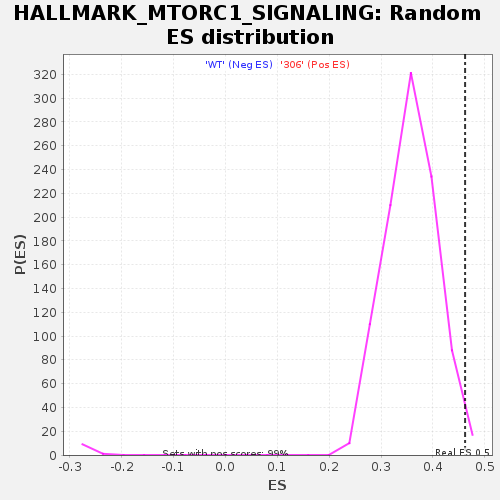 HALLMARK_MTORC1_SIGNALING: Random
ES distribution
'WT' (Neg ES) '306' (Pos ES)
320
300
280
260
240
220
200
180
160
140
120
100
80
60
40
20
0
P(ES)
Sets with pos scores: 99%
Real ES 0.5
-0.3 -0.2 -0.1 0.0 0.1 0.2 0.3 0.4 0.5
ES